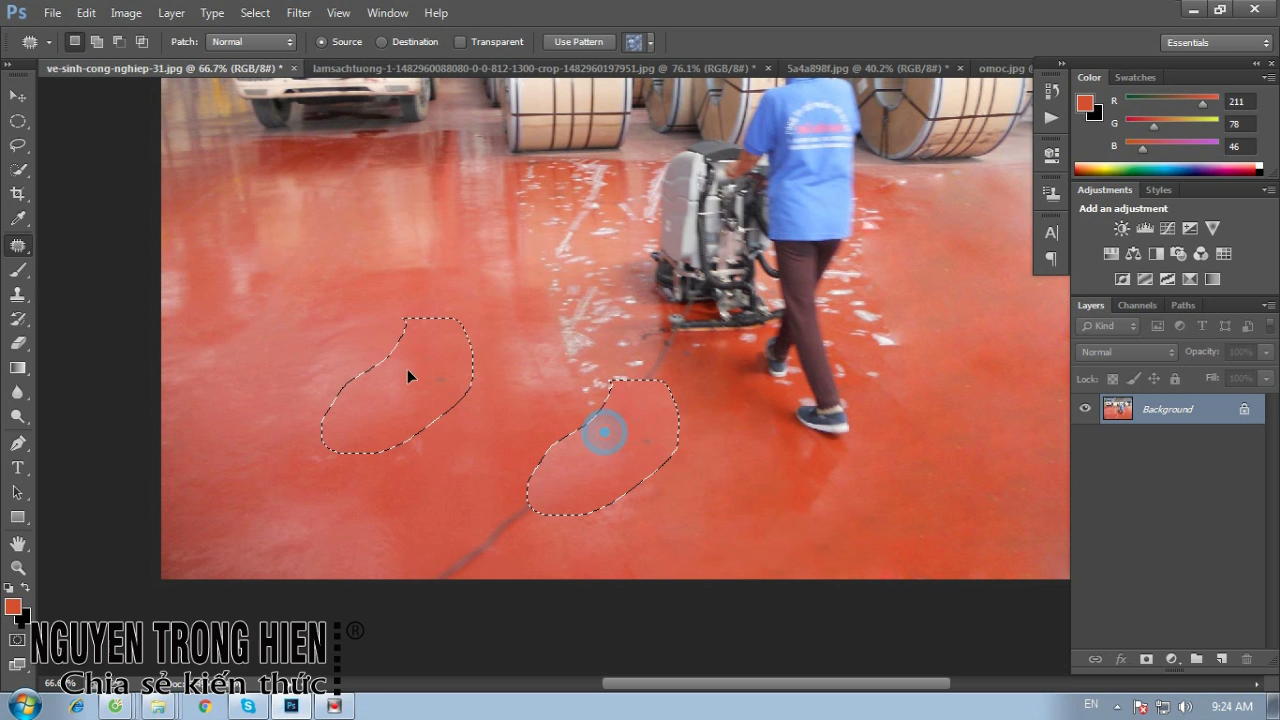 Ps File Edit Image Layer Type Select Filter View Window Help
Patch: Normal Source Destination Transparent Use Pattern Essentials
ve-sinh-cong-nghiep-31.jpg @ 66.7% (RGB/8#) * × lamsachtuong-1-1482960088080-0-0-812-1300-crop-1482960197951.jpg @ 76.1% (RGB/8#) * × 5a4a898f.jpg @ 40.2% (RGB/8#) * × omoc.jpg @
Color Swatches
R 211
G 78
B 46
Adjustments Styles
Add an adjustment
Layers Channels Paths
Kind
Normal Opacity: 100%
Lock: Fill: 100%
Background
NGUYEN TRONG HIEN ®
Chia sẻ kiến thức
EN 9:24 AM